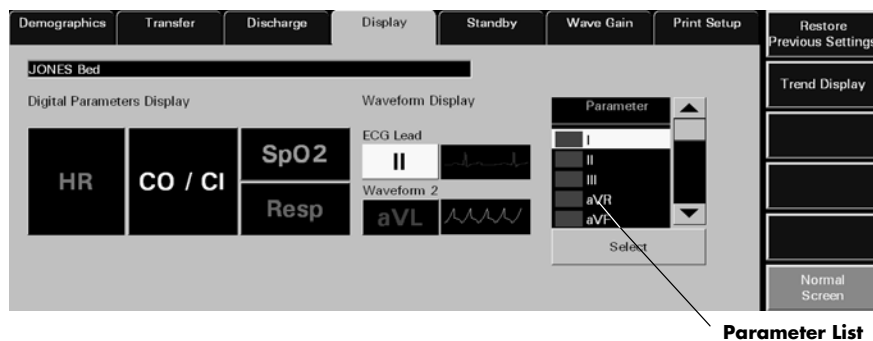 Demographics
Transfer
Discharge
Display
Standby
Wave Gain
Print Setup
Restore
Previous Settings
JONES Bed
Trend Display
Digital Parameters Display
Waveform Display
Parameter
ECG Lead
HR
CO / CI
SpO2
Resp
II
Waveform 2
aVL
I
II
III
aVR
aVF
Select
Normal
Screen
Parameter List